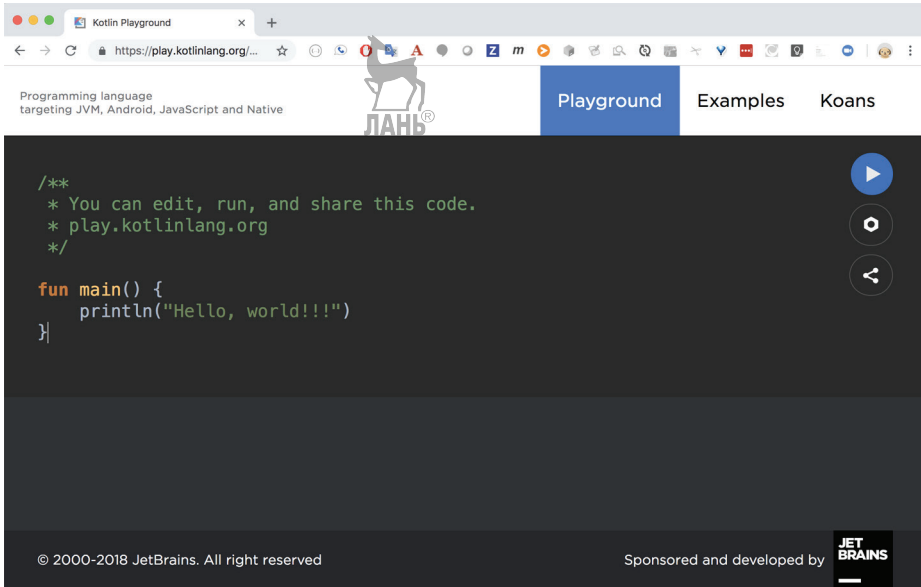 Kotlin Playground
https://play.kotlinlang.org/...
Programming language
targeting JVM, Android, JavaScript and Native
ЛАНЬ®
Playground Examples Koans
/**
 * You can edit, run, and share this code.
 * play.kotlinlang.org
 */
fun main() {
    println("Hello, world!!!")
}
© 2000-2018 JetBrains. All right reserved
Sponsored and developed by
JET
BRAINS